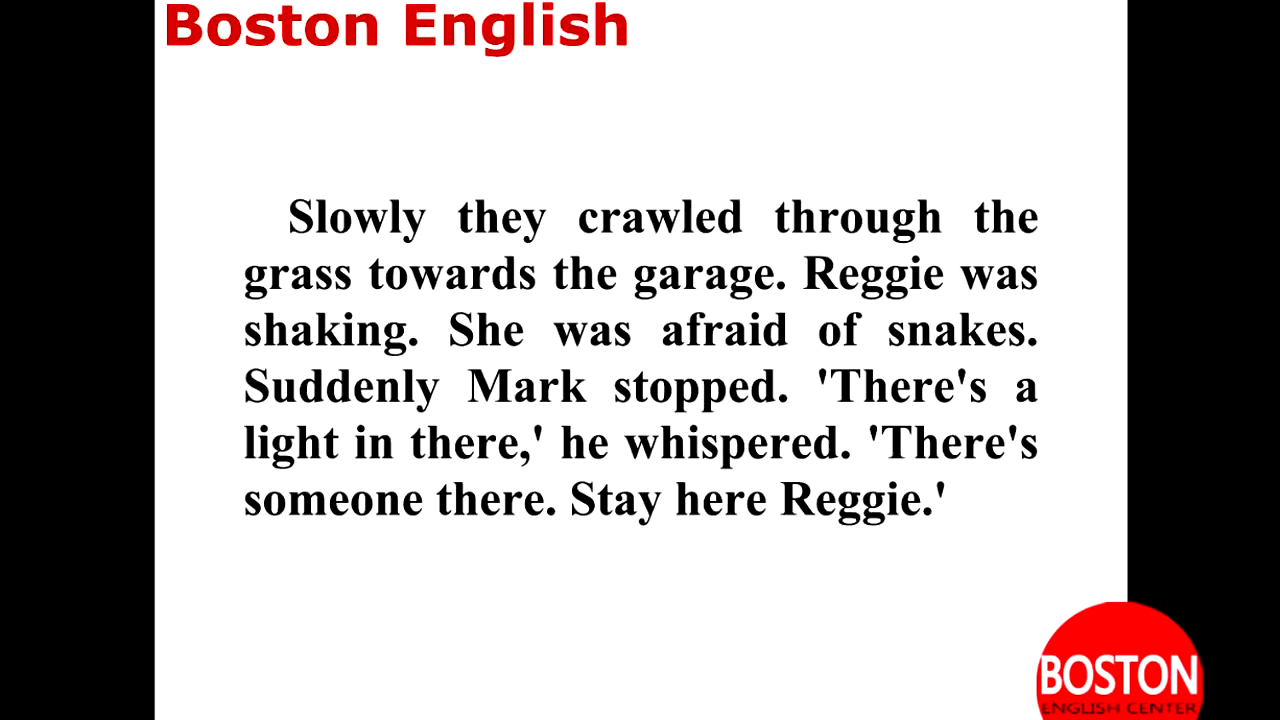 Boston English
Slowly they crawled through the
grass towards the garage. Reggie was
shaking. She was afraid of snakes.
Suddenly Mark stopped. 'There's a
light in there,' he whispered. 'There's
someone there. Stay here Reggie.'
BOSTON
ENGLISH CENTER